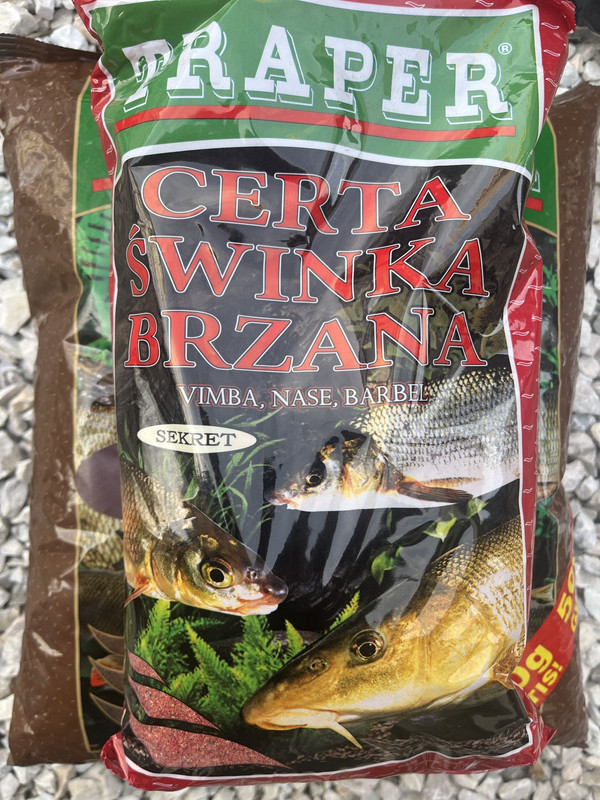 TRAPER®
CERTA
ŚWINKA
BRZANA
VIMBA, NASE, BARBEL
SEKRET